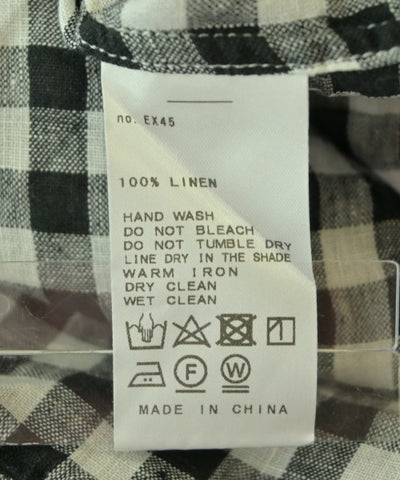 no. EX45
100% LINEN
HAND WASH
DO NOT BLEACH
DO NOT TUMBLE DRY
LINE DRY IN THE SHADE
WARM IRON
DRY CLEAN
WET CLEAN
F W
MADE IN CHINA